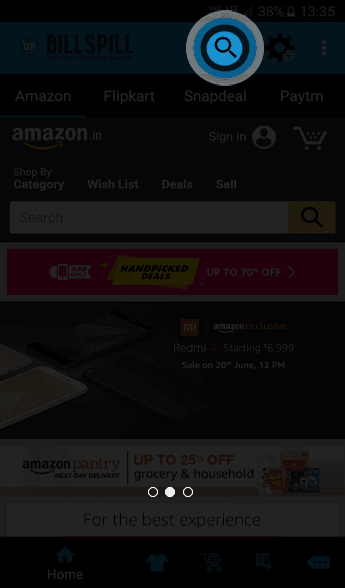 38% 13:35
BILLSPILL
Amazon Flipkart Snapdeal Paytm
amazon.in
Sign In
Shop By
Category Wish List Deals Sell
Search
APP ONLY HANDPICKED DEALS UP TO 70% OFF
mi amazonexclusive
Redmi 4 Starting ₹6,999
Sale on 20th June, 12 PM
amazonpantry UP TO 25% OFF
NEXT DAY DELIVERY grocery & household
For the best experience
Home